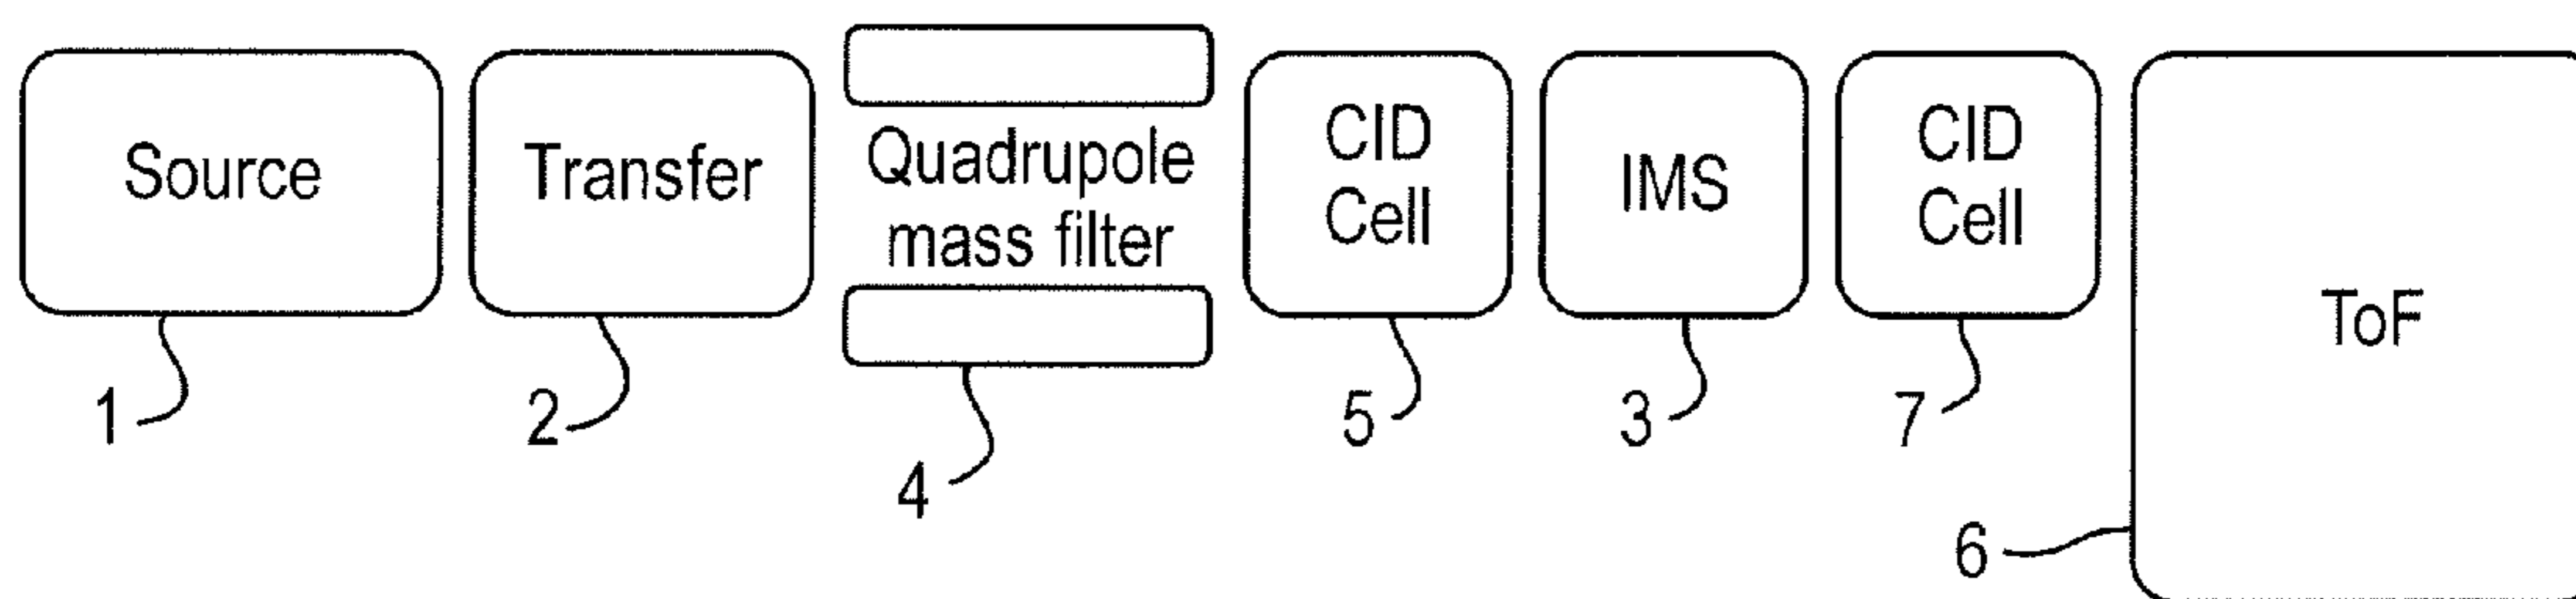 Source
Transfer
Quadrupole
mass filter
CID
Cell
IMS
CID
Cell
ToF
1
2
4
5
3
7
6